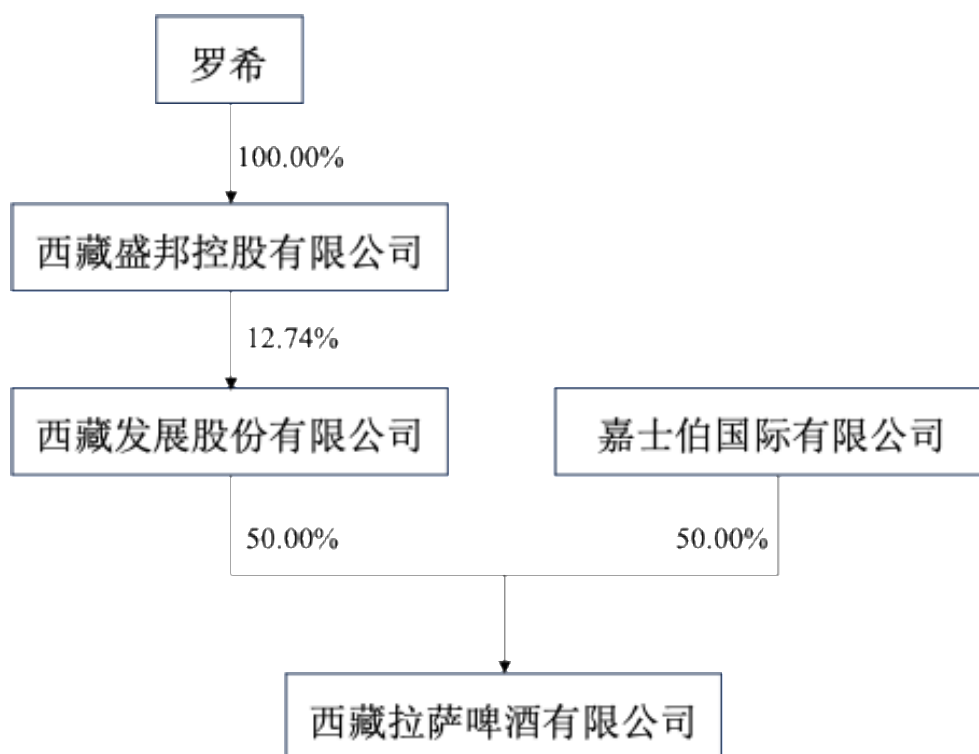 罗希
100.00%
西藏盛邦控股有限公司
12.74%
西藏发展股份有限公司
嘉士伯国际有限公司
50.00%
50.00%
西藏拉萨啤酒有限公司